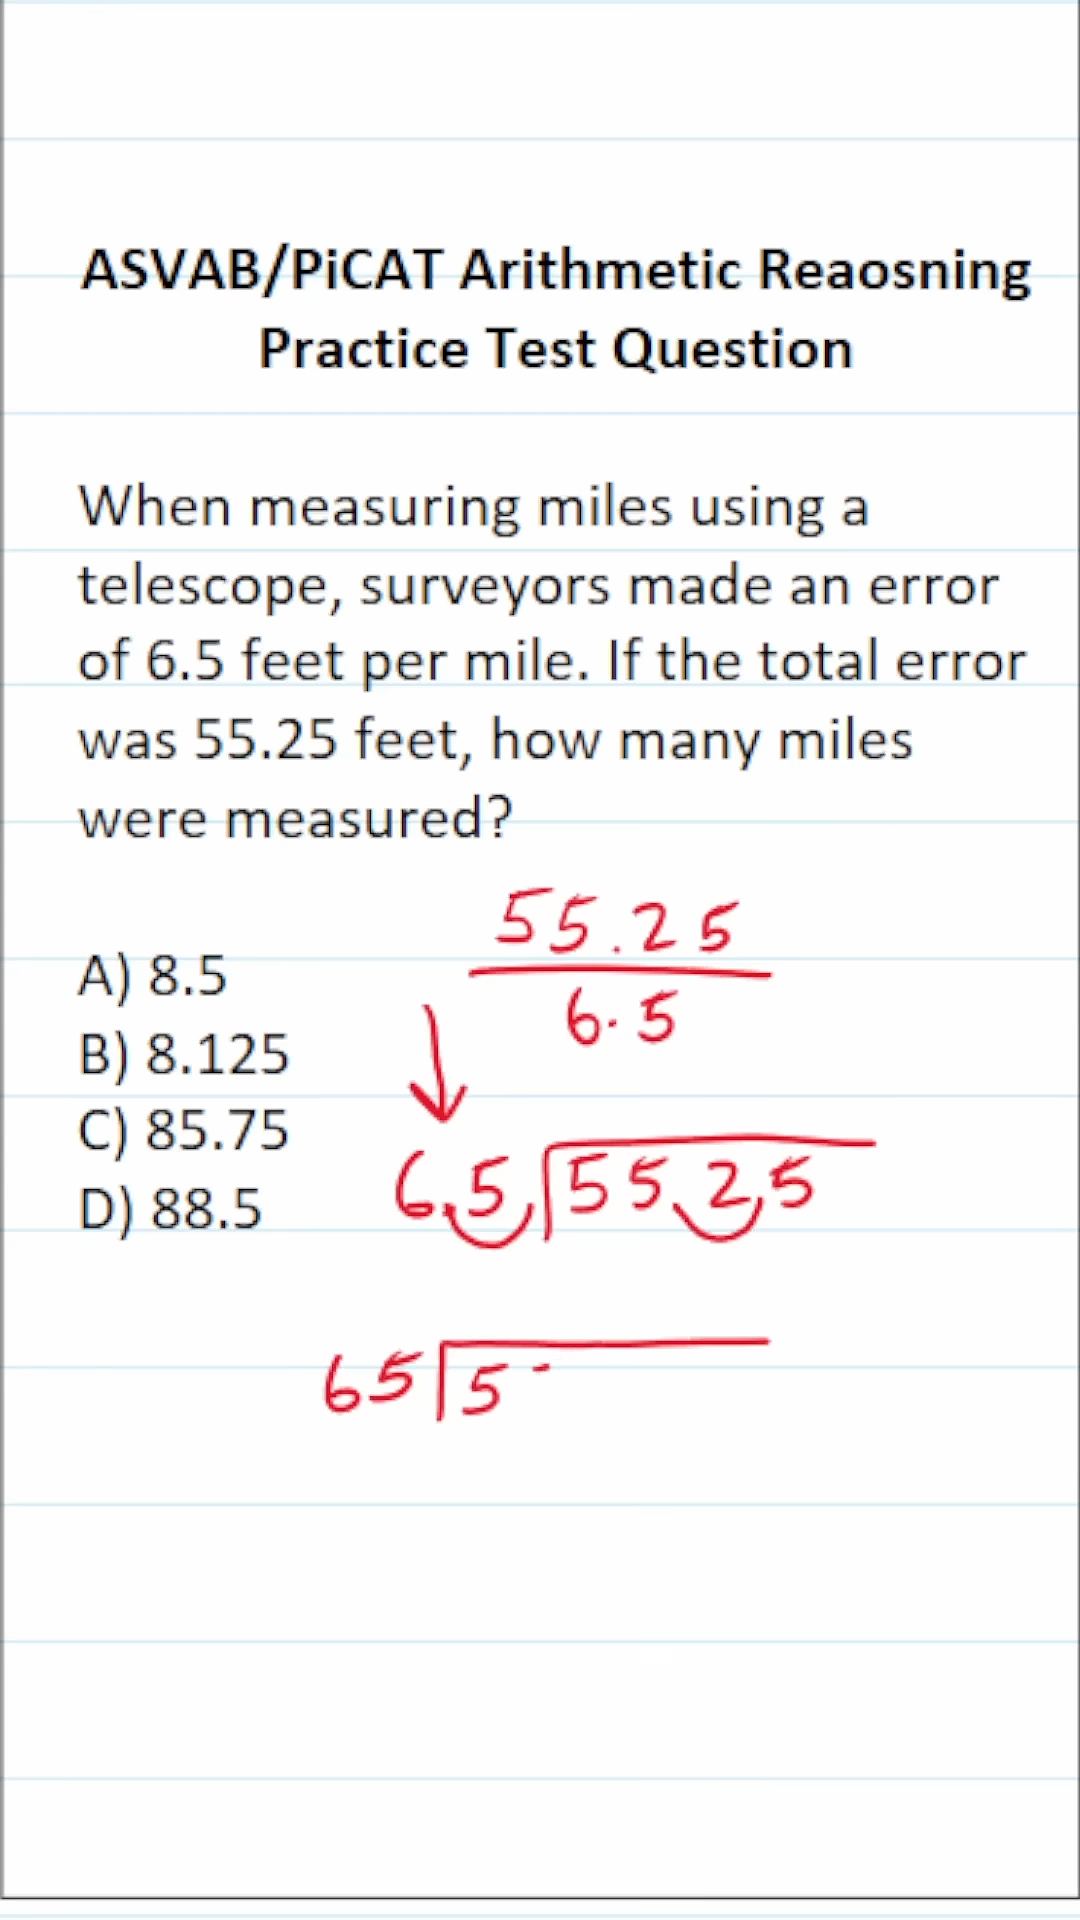 ASVAB/PiCAT Arithmetic Reaosning
Practice Test Question
When measuring miles using a
telescope, surveyors made an error
of 6.5 feet per mile. If the total error
was 55.25 feet, how many miles
were measured?
55.25
A) 8.5
6.5
B) 8.125
C) 85.75
6.5 55.2.5
D) 88.5
65 5